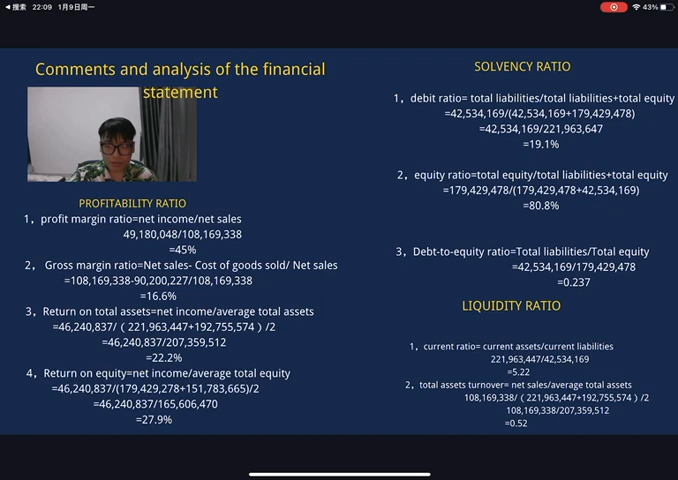 ◀ 搜索 22:09 1月9日周一
43%
Comments and analysis of the financial
statement
PROFITABILITY RATIO
1，profit margin ratio=net income/net sales
49,180,048/108,169,338
=45%
2， Gross margin ratio=Net sales- Cost of goods sold/ Net sales
=108,169,338-90,200,227/108,169,338
=16.6%
3，Return on total assets=net income/average total assets
=46,240,837/（221,963,447+192,755,574）/2
=46,240,837/207,359,512
=22.2%
4，Return on equity=net income/average total equity
=46,240,837/(179,429,278+151,783,665)/2
=46,240,837/165,606,470
=27.9%
SOLVENCY RATIO
1，debit ratio= total liabilities/total liabilities+total equity
=42,534,169/(42,534,169+179,429,478)
=42,534,169/221,963,647
=19.1%
2，equity ratio=total equity/total liabilities+total equity
=179,429,478/(179,429,478+42,534,169)
=80.8%
3，Debt-to-equity ratio=Total liabilities/Total equity
=42,534,169/179,429,478
=0.237
LIQUIDITY RATIO
1，current ratio= current assets/current liabilities
221,963,447/42,534,169
=5.22
2，total assets turnover= net sales/average total assets
108,169,338/（221,963,447+192,755,574）/2
108,169,338/207,359,512
=0.52